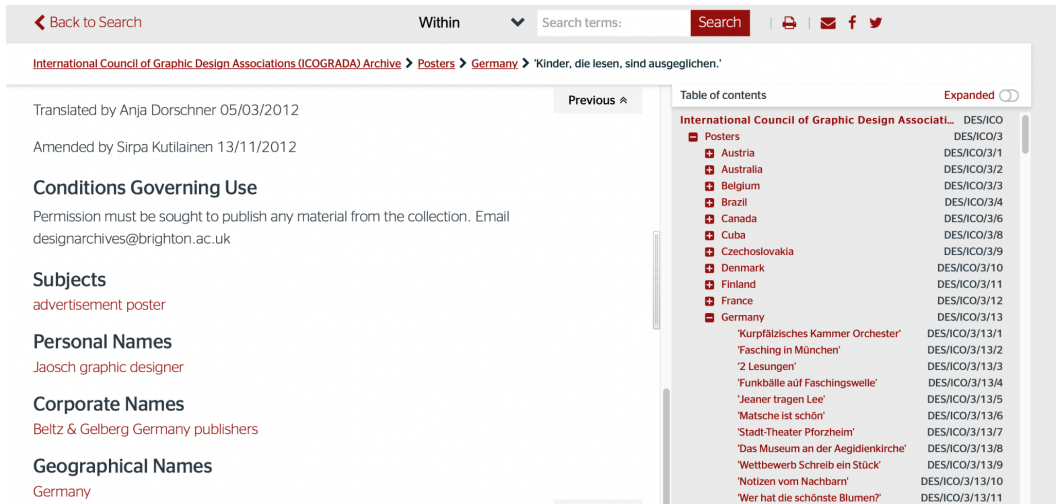 Back to Search
Within
Search terms:
Search
International Council of Graphic Design Associations (ICOGRADA) Archive > Posters > Germany > 'Kinder, die lesen, sind ausgeglichen.'
Translated by Anja Dorschner 05/03/2012
Amended by Sirpa Kutilainen 13/11/2012
Conditions Governing Use
Permission must be sought to publish any material from the collection. Email
designarchives@brighton.ac.uk
Subjects
advertisement poster
Personal Names
Jaosch graphic designer
Corporate Names
Beltz & Gelberg Germany publishers
Geographical Names
Germany
Previous
Table of contents
Expanded
International Council of Graphic Design Associati... DES/ICO
Posters DES/ICO/3
Austria DES/ICO/3/1
Australia DES/ICO/3/2
Belgium DES/ICO/3/3
Brazil DES/ICO/3/4
Canada DES/ICO/3/6
Cuba DES/ICO/3/8
Czechoslovakia DES/ICO/3/9
Denmark DES/ICO/3/10
Finland DES/ICO/3/11
France DES/ICO/3/12
Germany DES/ICO/3/13
'Kurpfälzisches Kammer Orchester' DES/ICO/3/13/1
'Fasching in München' DES/ICO/3/13/2
'2 Lesungen' DES/ICO/3/13/3
'Funkbälle aúf Faschingswelle' DES/ICO/3/13/4
'Jeaner tragen Lee' DES/ICO/3/13/5
'Matsche ist schön' DES/ICO/3/13/6
'Stadt-Theater Pforzheim' DES/ICO/3/13/7
'Das Museum an der Aegidienkirche' DES/ICO/3/13/8
'Wettbewerb Schreib ein Stück' DES/ICO/3/13/9
'Notizen vom Nachbarn' DES/ICO/3/13/10
'Wer hat die schönste Blumen?' DES/ICO/3/13/11